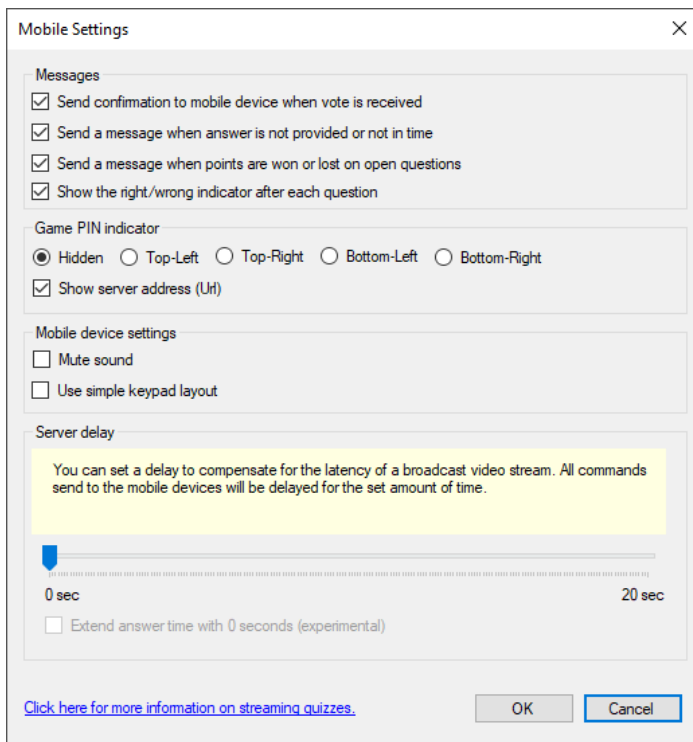 Mobile Settings
Messages
Send confirmation to mobile device when vote is received
Send a message when answer is not provided or not in time
Send a message when points are won or lost on open questions
Show the right/wrong indicator after each question
Game PIN indicator
Hidden Top-Left Top-Right Bottom-Left Bottom-Right
Show server address (Url)
Mobile device settings
Mute sound
Use simple keypad layout
Server delay
You can set a delay to compensate for the latency of a broadcast video stream. All commands
send to the mobile devices will be delayed for the set amount of time.
0 sec 20 sec
Extend answer time with 0 seconds (experimental)
Click here for more information on streaming quizzes. OK Cancel